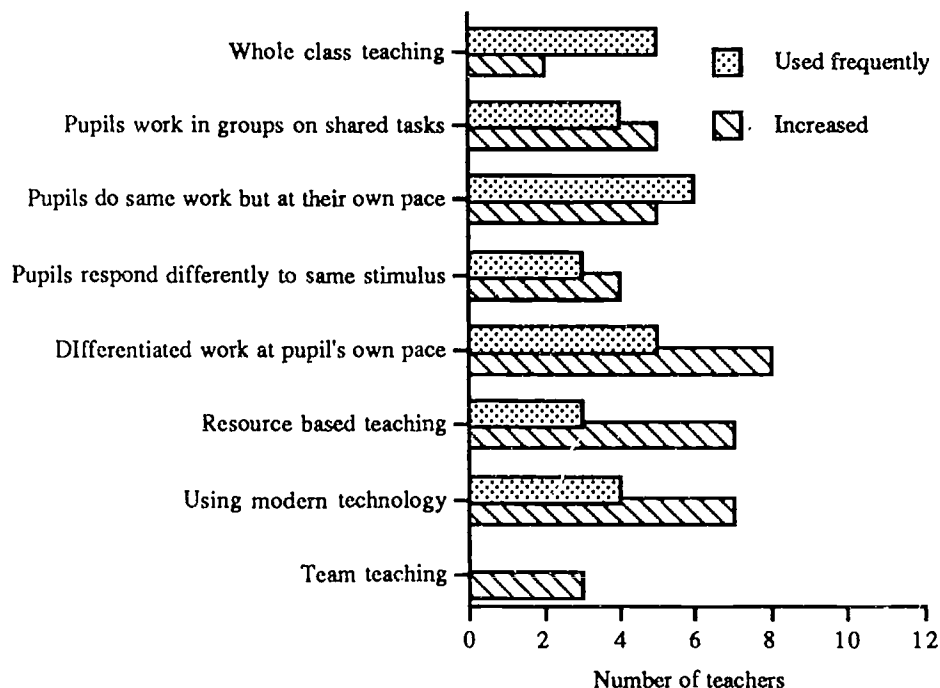 Whole class teaching
Pupils work in groups on shared tasks
Pupils do same work but at their own pace
Pupils respond differently to same stimulus
DIfferentiated work at pupil's own pace
Resource based teaching
Using modern technology
Team teaching
Used frequently
Increased
0 2 4 6 8 10 12
Number of teachers